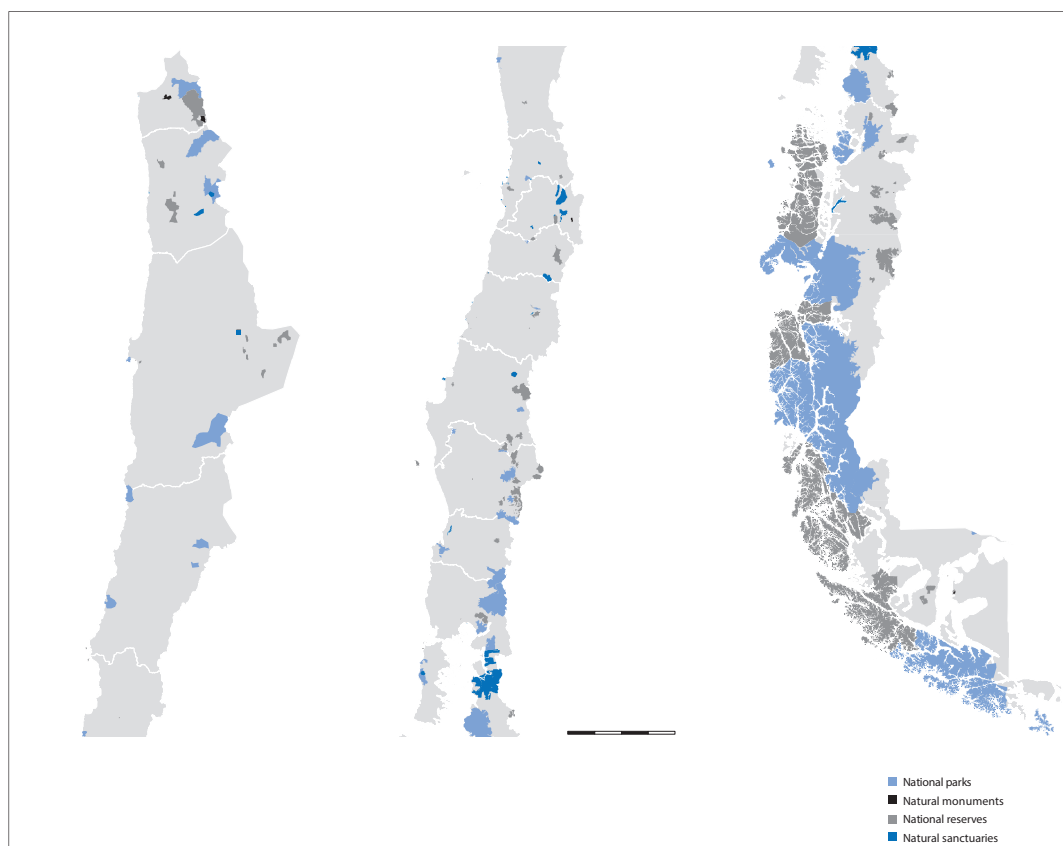 National parks
Natural monuments
National reserves
Natural sanctuaries